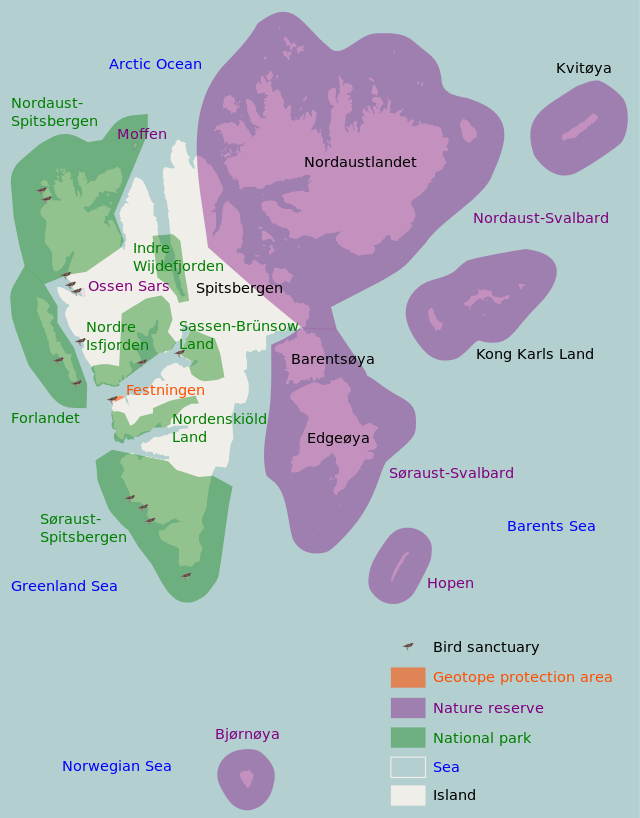 Arctic Ocean
Kvitøya
Nordaust-
Spitsbergen
Moffen
Nordaustlandet
Nordaust-Svalbard
Indre
Wijdefjorden
Ossen Sars
Spitsbergen
Nordre
Isfjorden
Sassen-Brünsow
Land
Barentsøya
Kong Karls Land
Festningen
Forlandet
Nordenskiöld
Land
Edgeøya
Søraust-Svalbard
Søraust-
Spitsbergen
Barents Sea
Greenland Sea
Hopen
Bird sanctuary
Geotope protection area
Nature reserve
National park
Sea
Island
Bjørnøya
Norwegian Sea